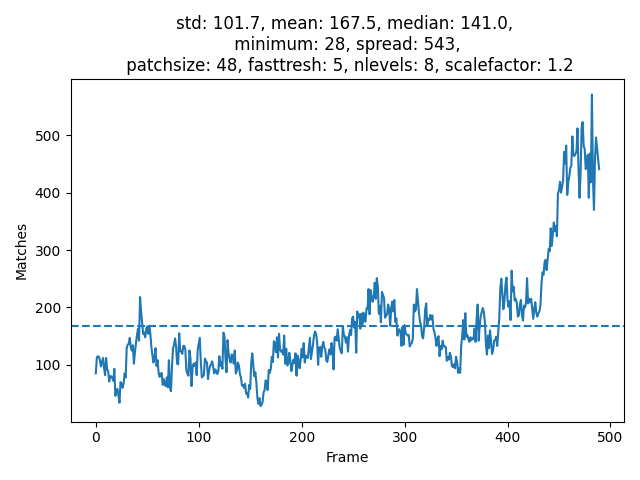 std: 101.7, mean: 167.5, median: 141.0,
minimum: 28, spread: 543,
patchsize: 48, fasttresh: 5, nlevels: 8, scalefactor: 1.2
500
400
300
200
100
Matches
0 100 200 300 400 500
Frame